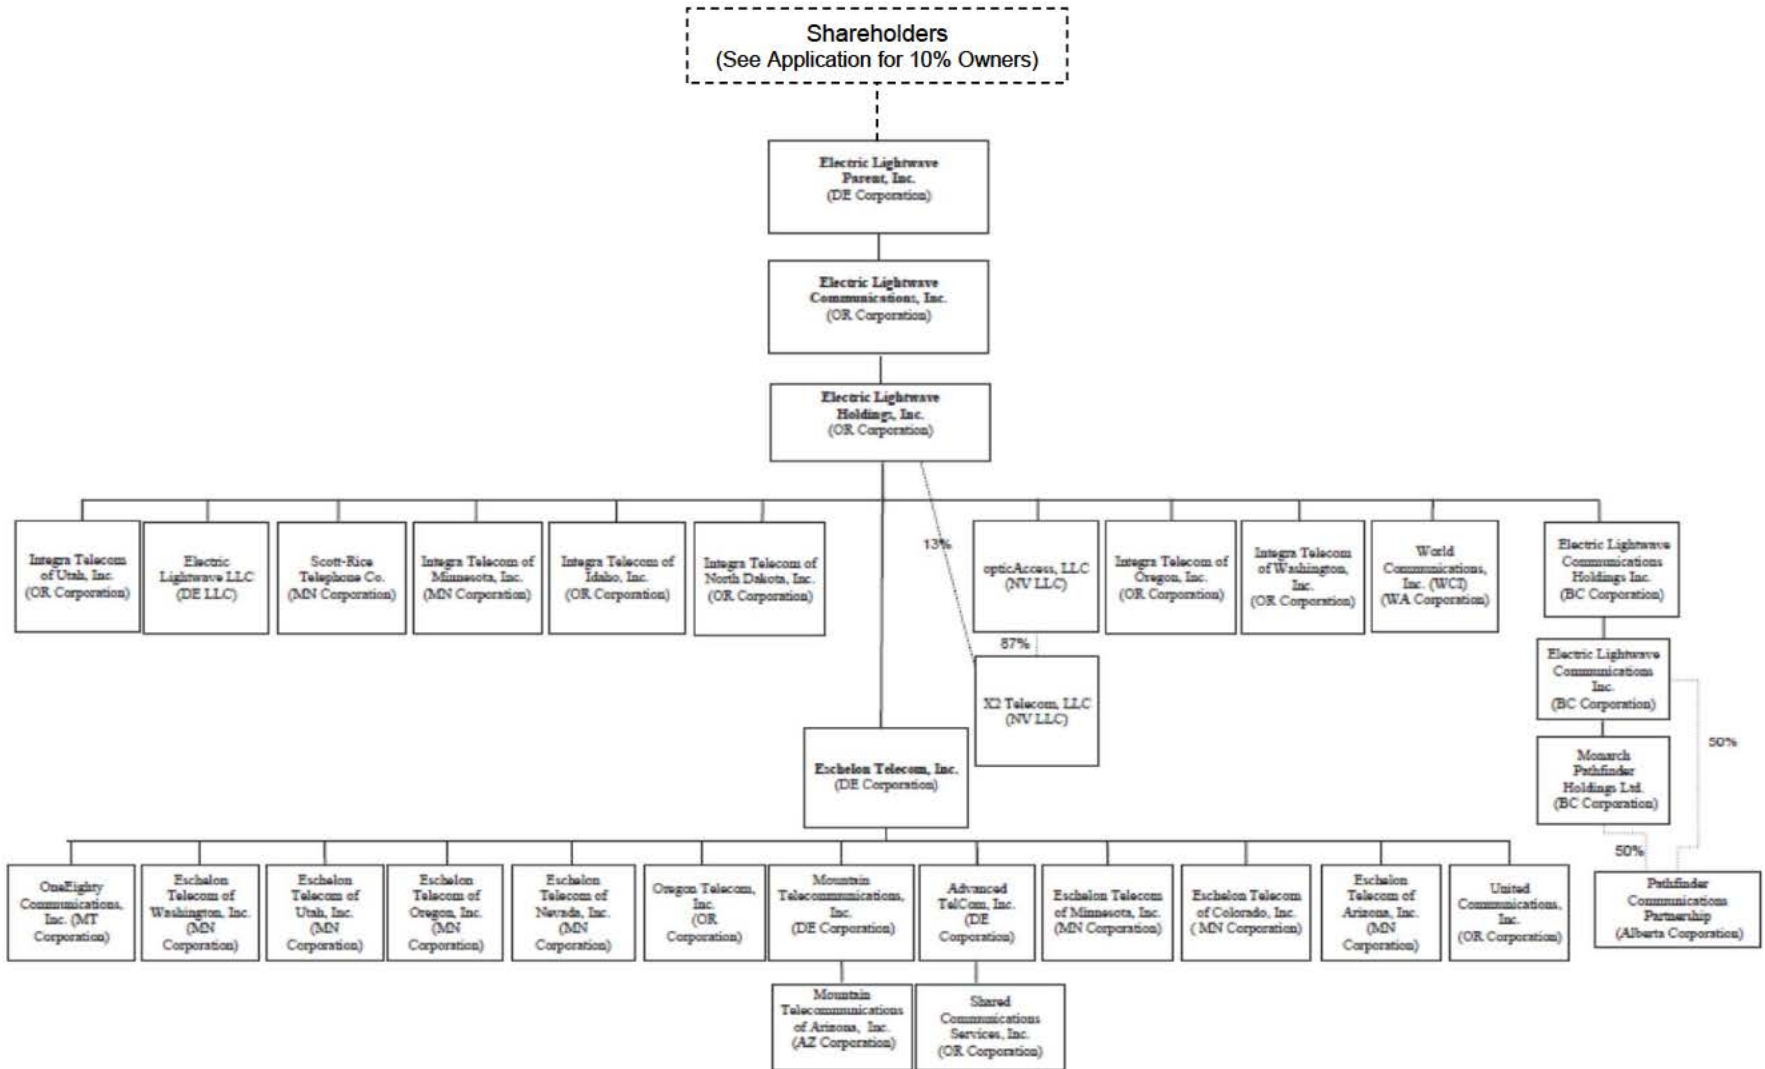 Shareholders
(See Application for 10% Owners)
Electric Lightwave
Parent, Inc.
(DE Corporation)
Electric Lightwave
Communications, Inc.
(OR Corporation)
Electric Lightwave
Holdings, Inc.
(OR Corporation)
Integra Telecom
of Utah, Inc.
(OR Corporation)
Electric
Lightwave LLC
(DE LLC)
Scott-Rice
Telephone Co.
(MN Corporation)
Integra Telecom of
Minnesota, Inc.
(MN Corporation)
Integra Telecom of
Idaho, Inc.
(OR Corporation)
Integra Telecom of
North Dakota, Inc.
(OR Corporation)
13%
opticAccess, LLC
(NV LLC)
Integra Telecom of
Oregon, Inc.
(OR Corporation)
Integra Telecom
of Washington,
Inc.
(OR Corporation)
World
Communications,
Inc. (WCI)
(WA Corporation)
Electric Lightwave
Communications
Holdings Inc.
(BC Corporation)
87%
X2 Telecom, LLC
(NV LLC)
Electric Lightwave
Communications
Inc.
(BC Corporation)
50%
Monarch
Pathfinder
Holdings Ltd.
(BC Corporation)
50%
Eschelon Telecom, Inc.
(DE Corporation)
OneEighty
Communications,
Inc. (MT
Corporation)
Eschelon
Telecom of
Washington, Inc.
(MN
Corporation)
Eschelon
Telecom of
Utah, Inc.
(MN
Corporation)
Eschelon
Telecom of
Oregon, Inc.
(MN
Corporation)
Eschelon
Telecom of
Nevada, Inc.
(MN
Corporation)
Oregon Telecom,
Inc.
(OR
Corporation)
Mountain
Telecommunications,
Inc.
(DE Corporation)
Advanced
TelCom, Inc.
(DE
Corporation)
Eschelon Telecom
of Minnesota, Inc.
(MN Corporation)
Eschelon Telecom
of Colorado, Inc.
( MN Corporation)
Eschelon
Telecom of
Arizona, Inc.
(MN
Corporation)
United
Communications,
Inc.
(OR Corporation)
Pathfinder
Communications
Partnership
(Alberta Corporation)
Mountain
Telecommunications
of Arizona, Inc.
(AZ Corporation)
Shared
Communications
Services, Inc.
(OR Corporation)